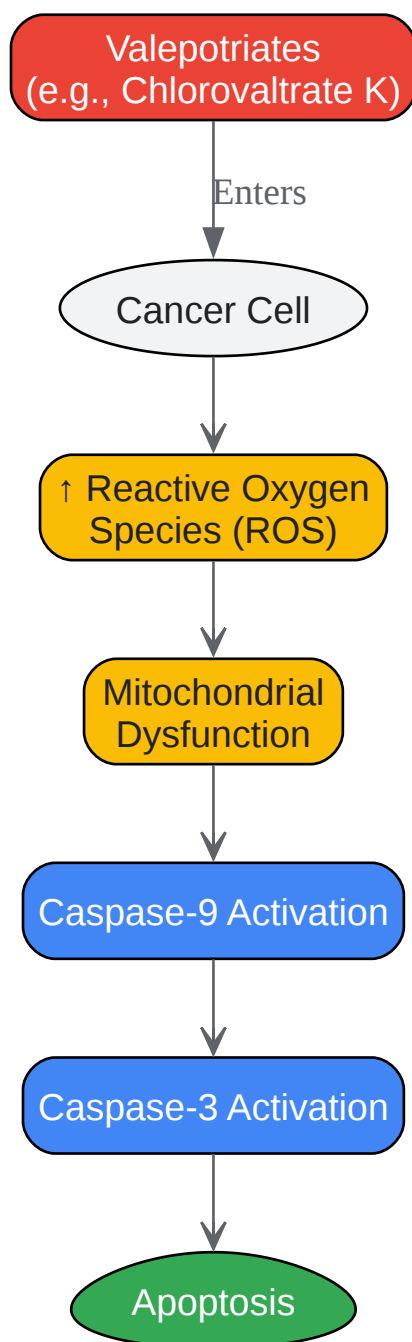 Valepotriates
(e.g., Chlorovaltrate K)
Enters
Cancer Cell
↑ Reactive Oxygen
Species (ROS)
Mitochondrial
Dysfunction
Caspase-9 Activation
Caspase-3 Activation
Apoptosis